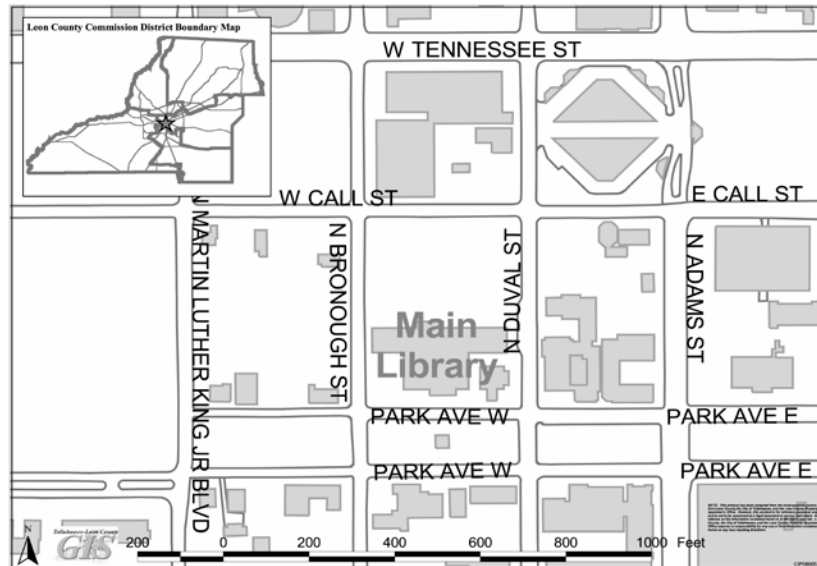 Leon County Commission District Boundary Map
W TENNESSEE ST
W CALL ST
E CALL ST
N MARTIN LUTHER KING JR BLVD
N BRONOUGH ST
N DUVAL ST
N ADAMS ST
Main
Library
PARK AVE W
PARK AVE E
PARK AVE W
PARK AVE E
N
Tallahassee-Leon County
GIS
200 0 200 400 600 800 1000 Feet